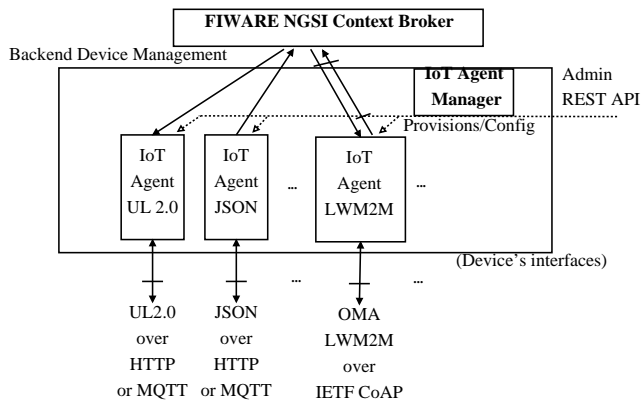 FIWARE NGSI Context Broker
Backend Device Management
IoT Agent
Manager
Admin
REST API
Provisions/Config
IoT
Agent
UL 2.0
IoT
Agent
JSON
...
IoT
Agent
LWM2M
...
(Device's interfaces)
UL2.0
over
HTTP
or MQTT
JSON
over
HTTP
or MQTT
...
OMA
LWM2M
over
IETF CoAP
...